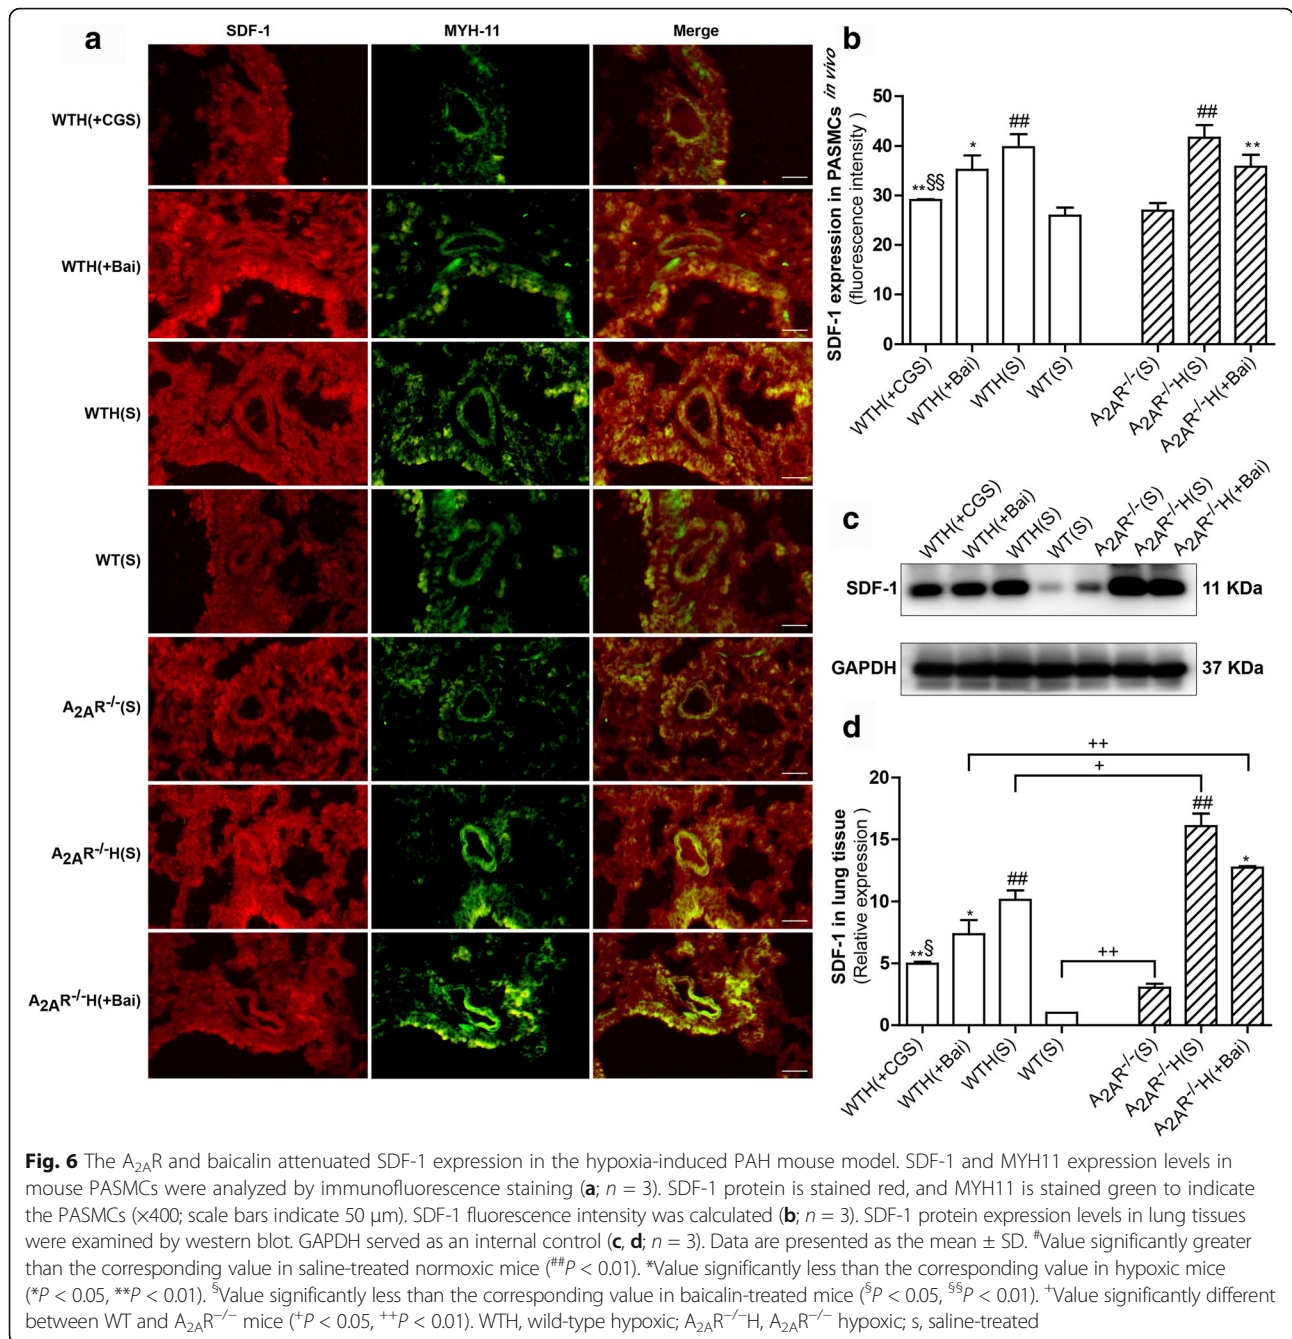 a
SDF-1
MYH-11
Merge
WTH(+CGS)
WTH(+Bai)
WTH(S)
WT(S)
A2AR-/-(S)
A2AR-/-H(S)
A2AR-/-H(+Bai)
b
SDF-1 expression in PASMCs in vivo
(fluorescence intensity )
50
40
30
20
10
0
**§§
*
##
##
**
WTH(+CGS)
WTH(+Bai)
WTH(S)
WT(S)
A2AR-/-(S)
A2AR-/-H(S)
A2AR-/-H(+Bai)
c
WTH(+CGS)
WTH(+Bai)
WTH(S)
WT(S)
A2AR-/-(S)
A2AR-/-H(S)
A2AR-/-H(+Bai)
SDF-1
11 KDa
GAPDH
37 KDa
d
SDF-1 in lung tissue
(Relative expression)
20
15
10
5
0
++
+
++
**§
*
##
##
*
WTH(+CGS)
WTH(+Bai)
WTH(S)
WT(S)
A2AR-/-(S)
A2AR-/-H(S)
A2AR-/-H(+Bai)
Fig. 6 The A2AR and baicalin attenuated SDF-1 expression in the hypoxia-induced PAH mouse model. SDF-1 and MYH11 expression levels in
mouse PASMCs were analyzed by immunofluorescence staining (a; n = 3). SDF-1 protein is stained red, and MYH11 is stained green to indicate
the PASMCs (×400; scale bars indicate 50 μm). SDF-1 fluorescence intensity was calculated (b; n = 3). SDF-1 protein expression levels in lung tissues
were examined by western blot. GAPDH served as an internal control (c, d; n = 3). Data are presented as the mean ± SD. #Value significantly greater
than the corresponding value in saline-treated normoxic mice (##P < 0.01). *Value significantly less than the corresponding value in hypoxic mice
(*P < 0.05, **P < 0.01). §Value significantly less than the corresponding value in baicalin-treated mice (§P < 0.05, §§P < 0.01). +Value significantly different
between WT and A2AR−/− mice (+P < 0.05, ++P < 0.01). WTH, wild-type hypoxic; A2AR−/−H, A2AR−/− hypoxic; s, saline-treated